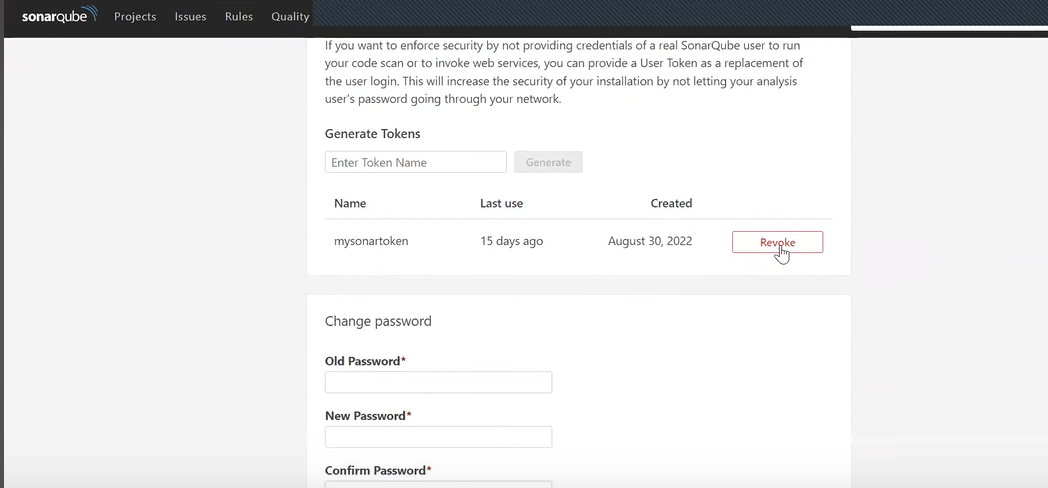 sonarqube Projects Issues Rules Quality
If you want to enforce security by not providing credentials of a real SonarQube user to run
your code scan or to invoke web services, you can provide a User Token as a replacement of
the user login. This will increase the security of your installation by not letting your analysis
user's password going through your network.
Generate Tokens
Enter Token Name Generate
Name Last use Created
mysonartoken 15 days ago August 30, 2022 Revoke
Change password
Old Password*
New Password*
Confirm Password*